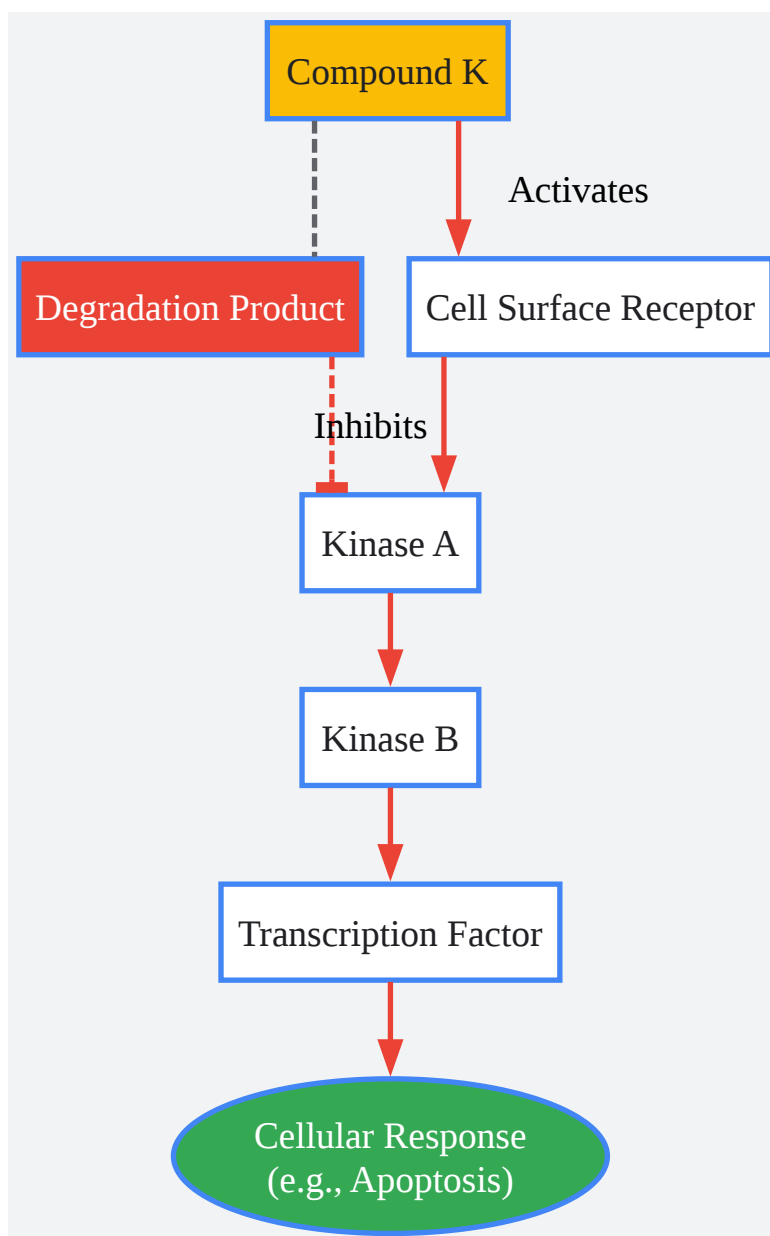 Compound K
Activates
Degradation Product
Cell Surface Receptor
Inhibits
Kinase A
Kinase B
Transcription Factor
Cellular Response
(e.g., Apoptosis)